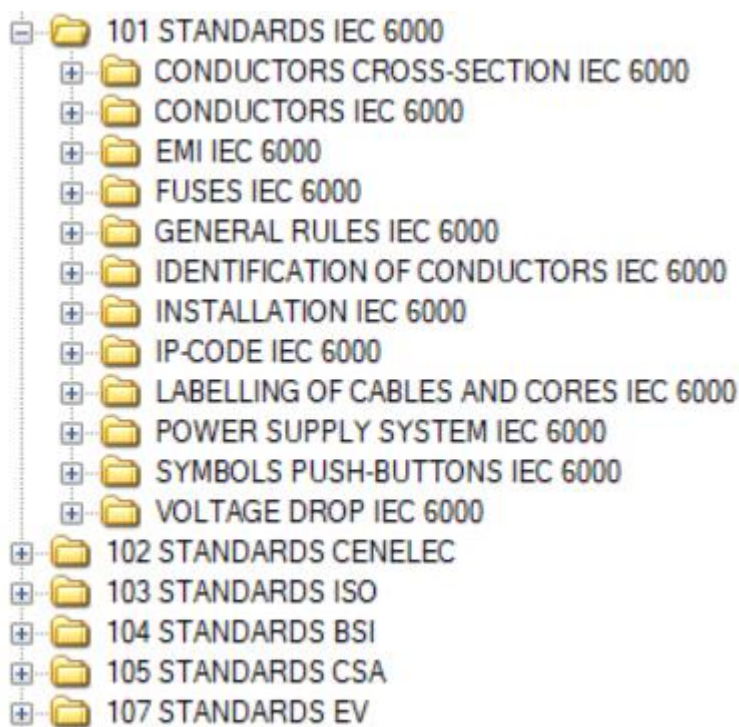 101 STANDARDS IEC 6000
CONDUCTORS CROSS-SECTION IEC 6000
CONDUCTORS IEC 6000
EMI IEC 6000
FUSES IEC 6000
GENERAL RULES IEC 6000
IDENTIFICATION OF CONDUCTORS IEC 6000
INSTALLATION IEC 6000
IP-CODE IEC 6000
LABELLING OF CABLES AND CORES IEC 6000
POWER SUPPLY SYSTEM IEC 6000
SYMBOLS PUSH-BUTTONS IEC 6000
VOLTAGE DROP IEC 6000
102 STANDARDS CENELEC
103 STANDARDS ISO
104 STANDARDS BSI
105 STANDARDS CSA
107 STANDARDS EV